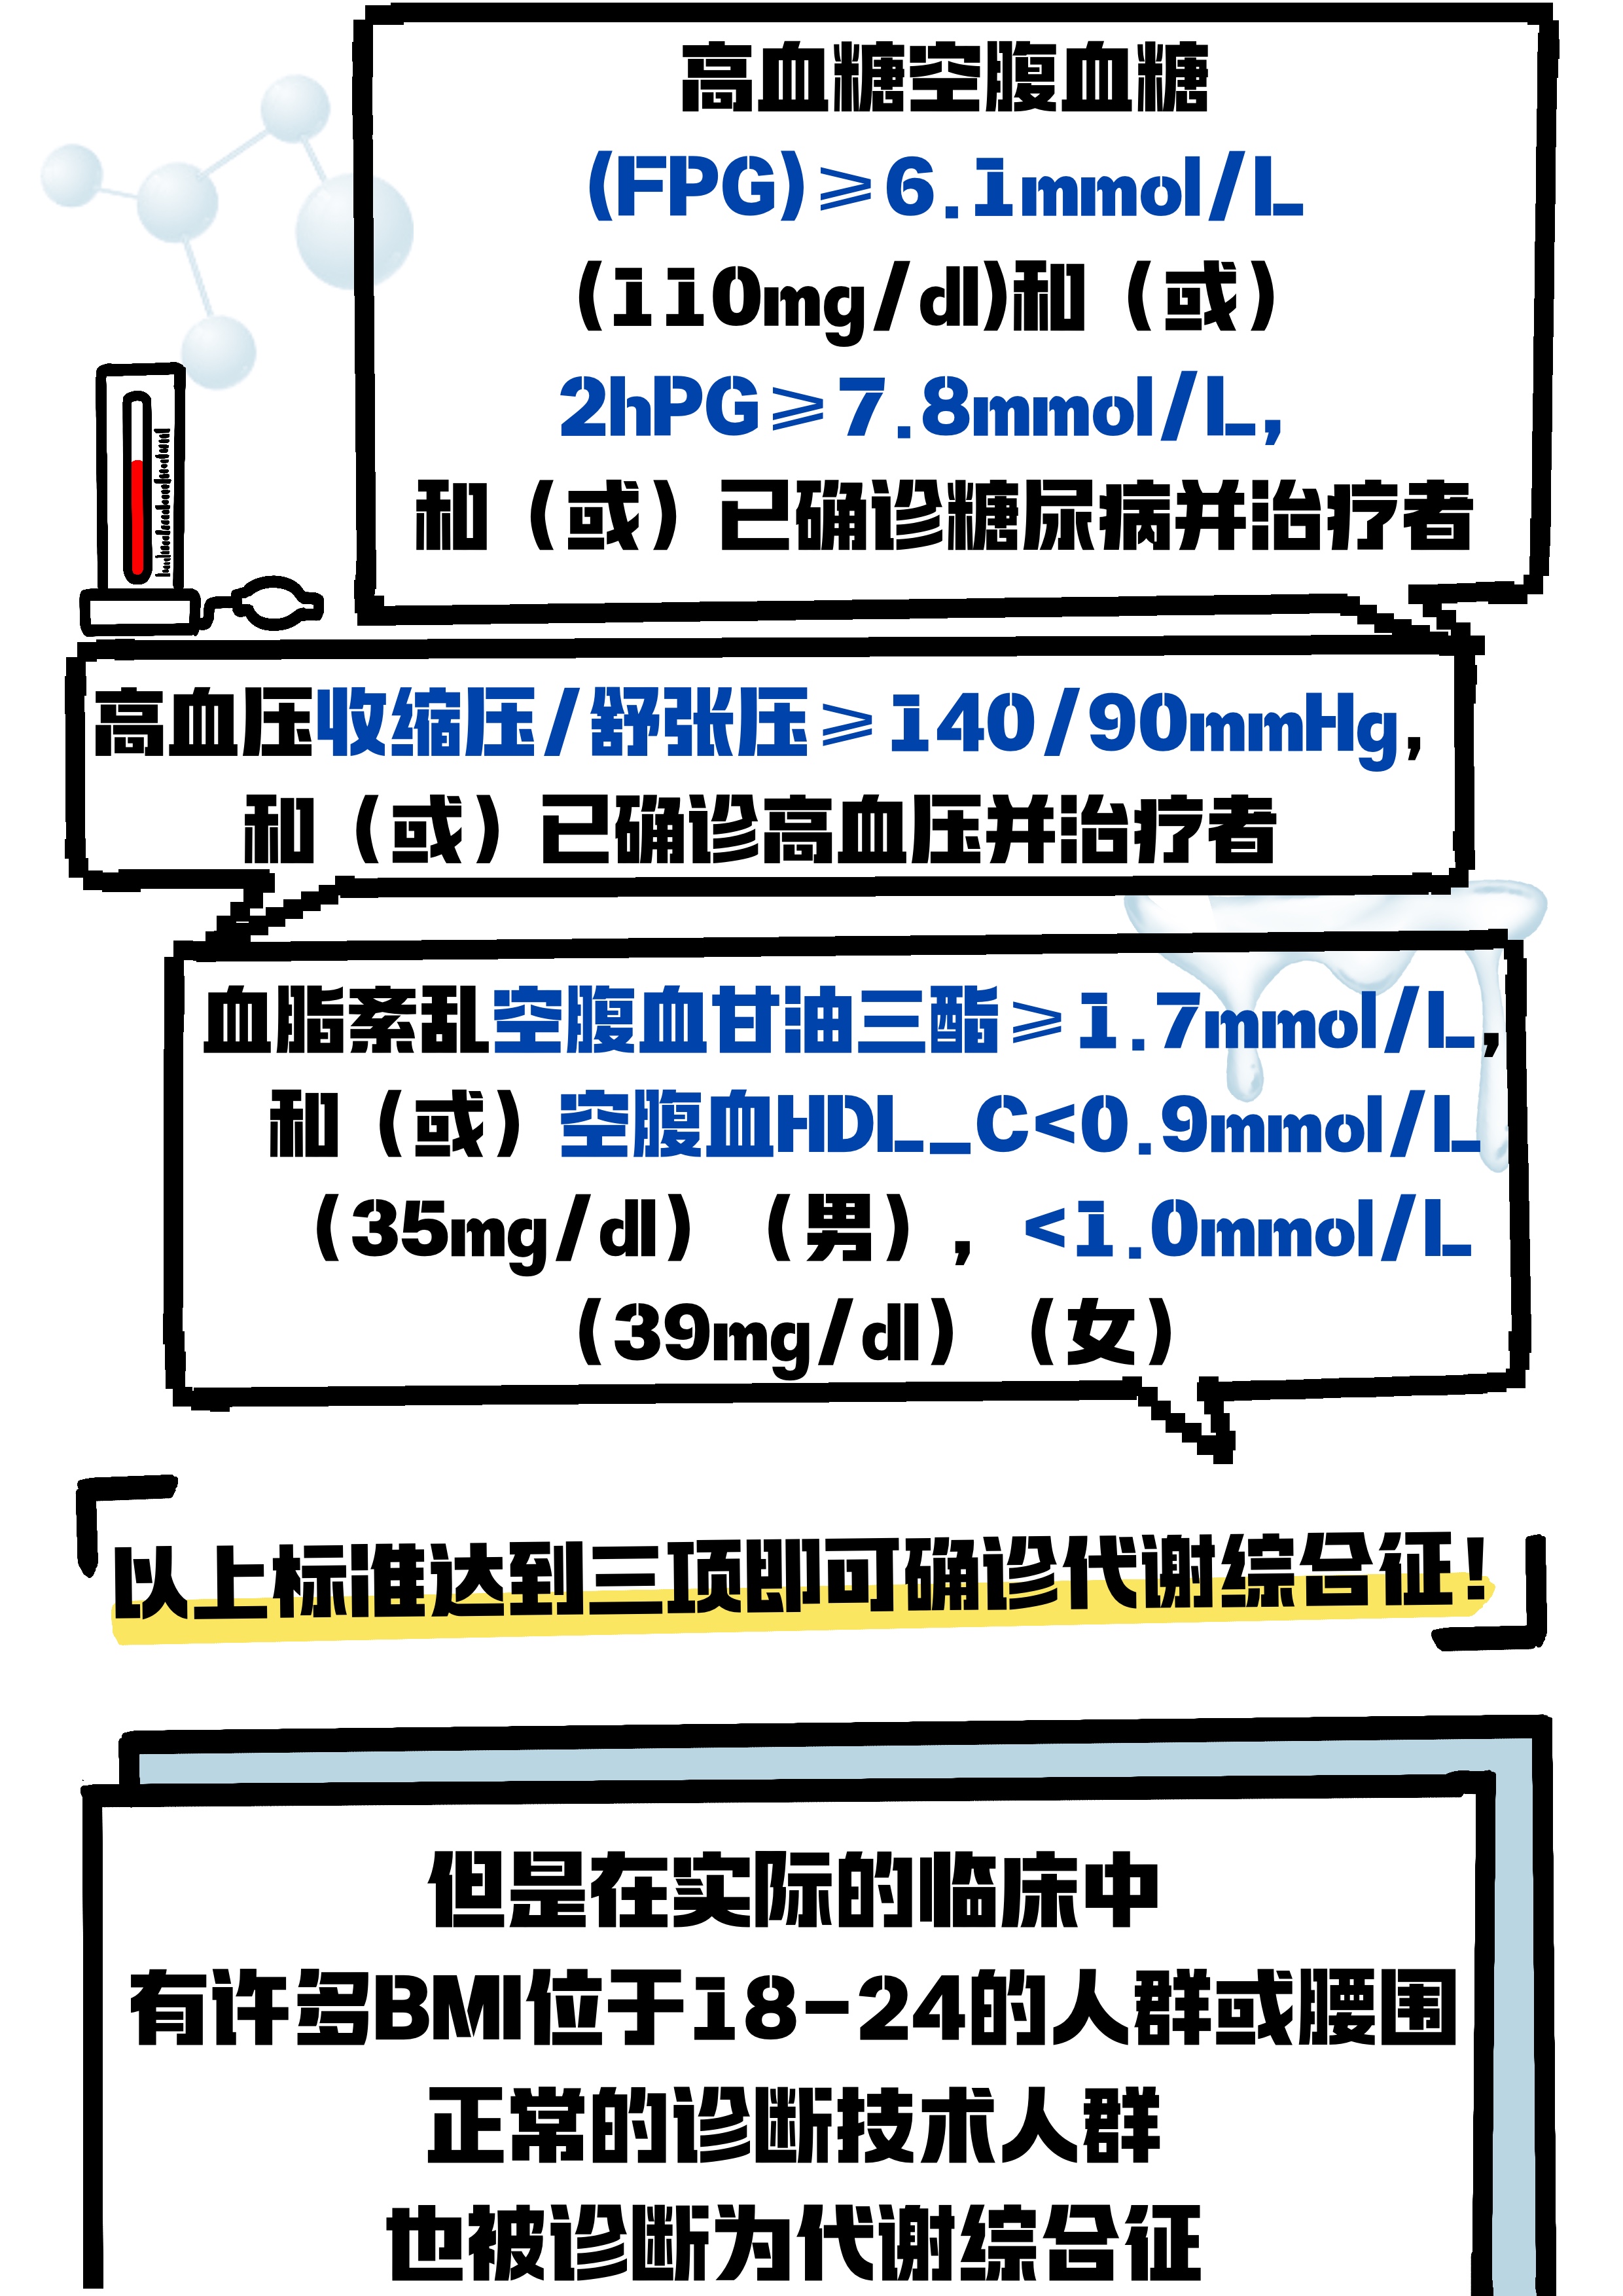 高血糖空腹血糖
(FPG)≥6.1mmol/L
(110mg/dl)和（或）
2hPG≥7.8mmol/L,
和（或）已确诊糖尿病并治疗者
高血压收缩压/舒张压≥140/90mmHg,
和（或）已确诊高血压并治疗者
血脂紊乱空腹血甘油三酯≥1.7mmol/L,
和（或）空腹血HDL_C<0.9mmol/L
（35mg/dl）（男），<1.0mmol/L
（39mg/dl）（女）
以上标准达到三项即可确诊代谢综合征！
但是在实际的临床中
有许多BMI位于18-24的人群或腰围
正常的诊断技术人群
也被诊断为代谢综合征